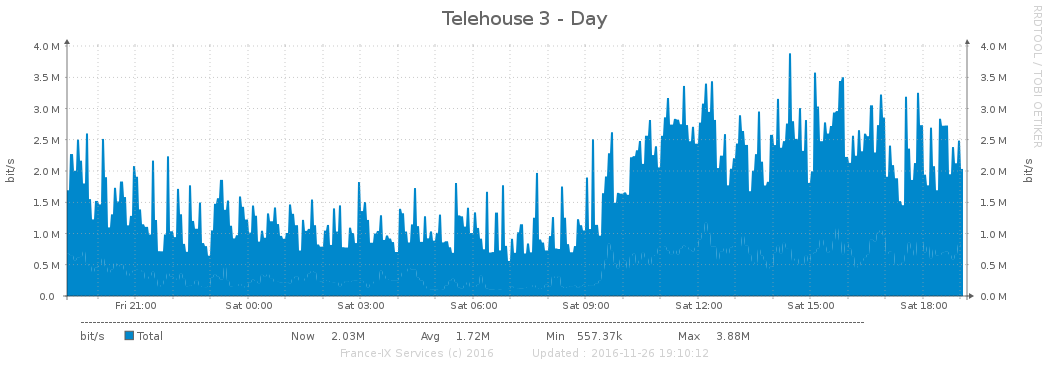 Telehouse 3 - Day
RRDTOOL / TOBI OETIKER
bit/s
bit/s
4.0 M 4.0 M
3.5 M 3.5 M
3.0 M 3.0 M
2.5 M 2.5 M
2.0 M 2.0 M
1.5 M 1.5 M
1.0 M 1.0 M
0.5 M 0.5 M
0.0 0.0 M
Fri 21:00 Sat 00:00 Sat 03:00 Sat 06:00 Sat 09:00 Sat 12:00 Sat 15:00 Sat 18:00
bit/s Total Now 2.03M Avg 1.72M Min 557.37k Max 3.88M
France-IX Services (c) 2016 Updated : 2016-11-26 19:10:12